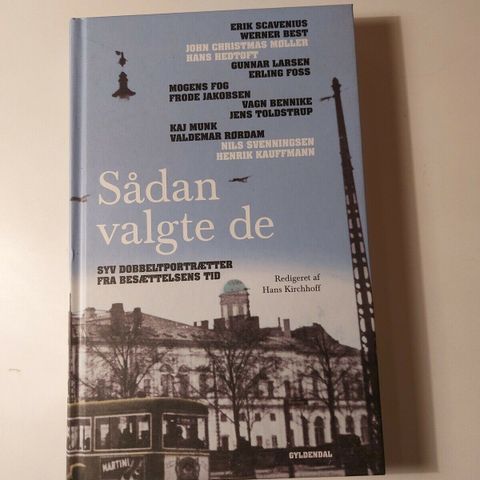 ERIK SCAVENIUS
WERNER BEST
JOHN CHRISTMAS MØLLER
HANS HEDTOFT
GUNNAR LARSEN
ERLING FOSS
MOGENS FOG
FRODE JAKOBSEN
VAGN BENNIKE
JENS TOLDSTRUP
KAJ MUNK
VALDEMAR RØRDAM
NILS SVENNINGSEN
HENRIK KAUFFMANN
Sådan
valgte de
SYV DOBBELTPORTRÆTTER
FRA BESÆTTELSENS TID
Redigeret af
Hans Kirchhoff
MARTINI
GYLDENDAL